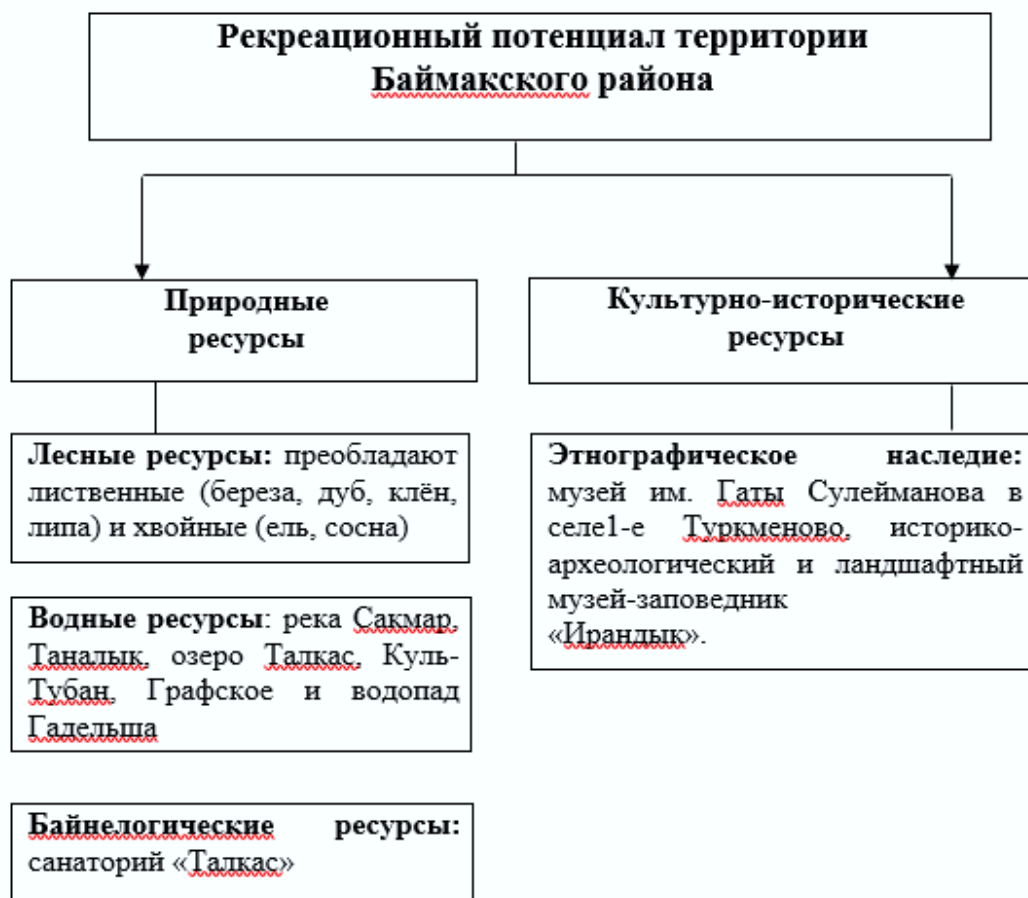 Рекреационный потенциал территории
Баймакского района
Природные
ресурсы
Культурно-исторические
ресурсы
Лесные ресурсы: преобладают
лиственные (береза, дуб, клён,
липа) и хвойные (ель, сосна)
Водные ресурсы: река Сакмар,
Таналык, озеро Талкас, Куль-
Тубан, Графское и водопад
Гадельша
Байнелогические ресурсы:
санаторий «Талкас»
Этнографическое наследие:
музей им. Гаты Сулейманова в
селе1-е Туркменово, историко-
археологический и ландшафтный
музей-заповедник
«Ирандык».